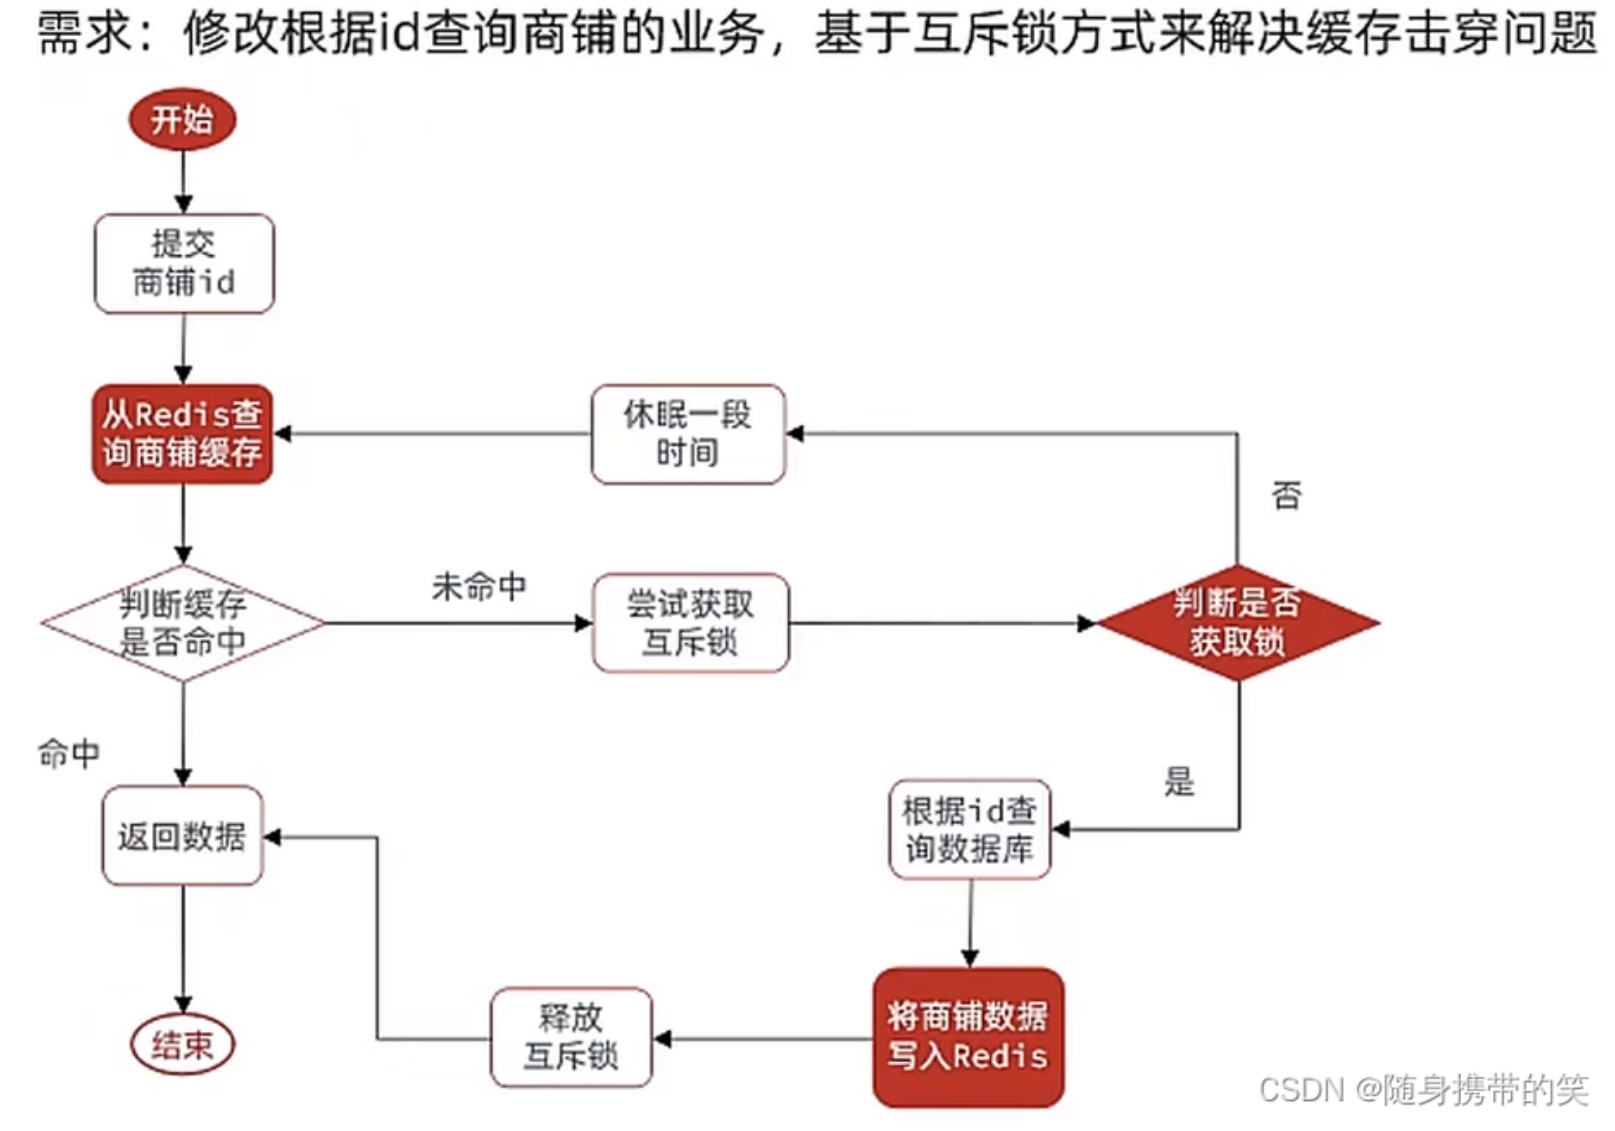 需求：修改根据id查询商铺的业务，基于互斥锁方式来解决缓存击穿问题
开始
提交
商铺id
从Redis查
询商铺缓存
休眠一段
时间
否
判断缓存
是否命中
未命中
尝试获取
互斥锁
判断是否
获取锁
命中
是
返回数据
根据id查
询数据库
将商铺数据
写入Redis
释放
互斥锁
结束
CSDN @随身携带的笑